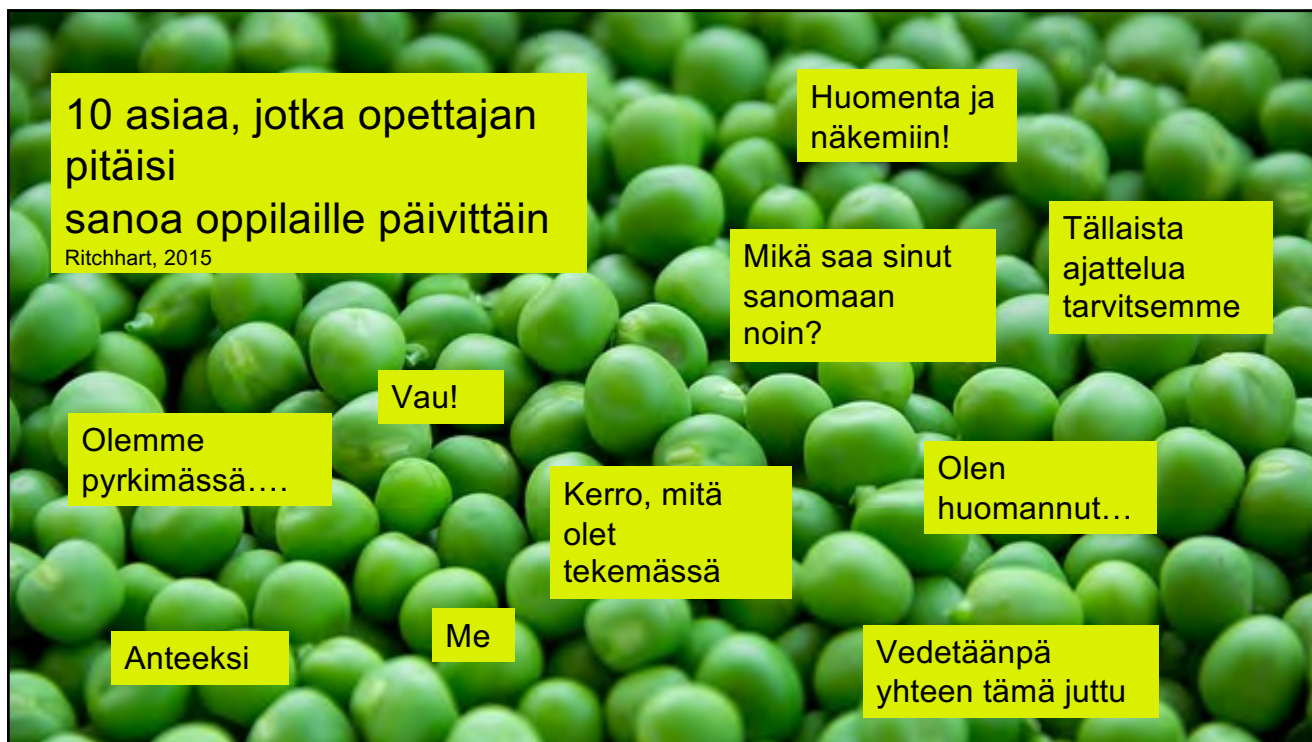 10 asiaa, jotka opettajan
pitäisi
sanoa oppilaille päivittäin
Ritchhart, 2015
Huomenta ja
näkemiin!
Mikä saa sinut
sanomaan
noin?
Tällaista
ajattelua
tarvitsemme
Vau!
Olemme
pyrkimässä….
Kerro, mitä
olet
tekemässä
Olen
huomannut…
Anteeksi
Me
Vedetäänpä
yhteen tämä juttu